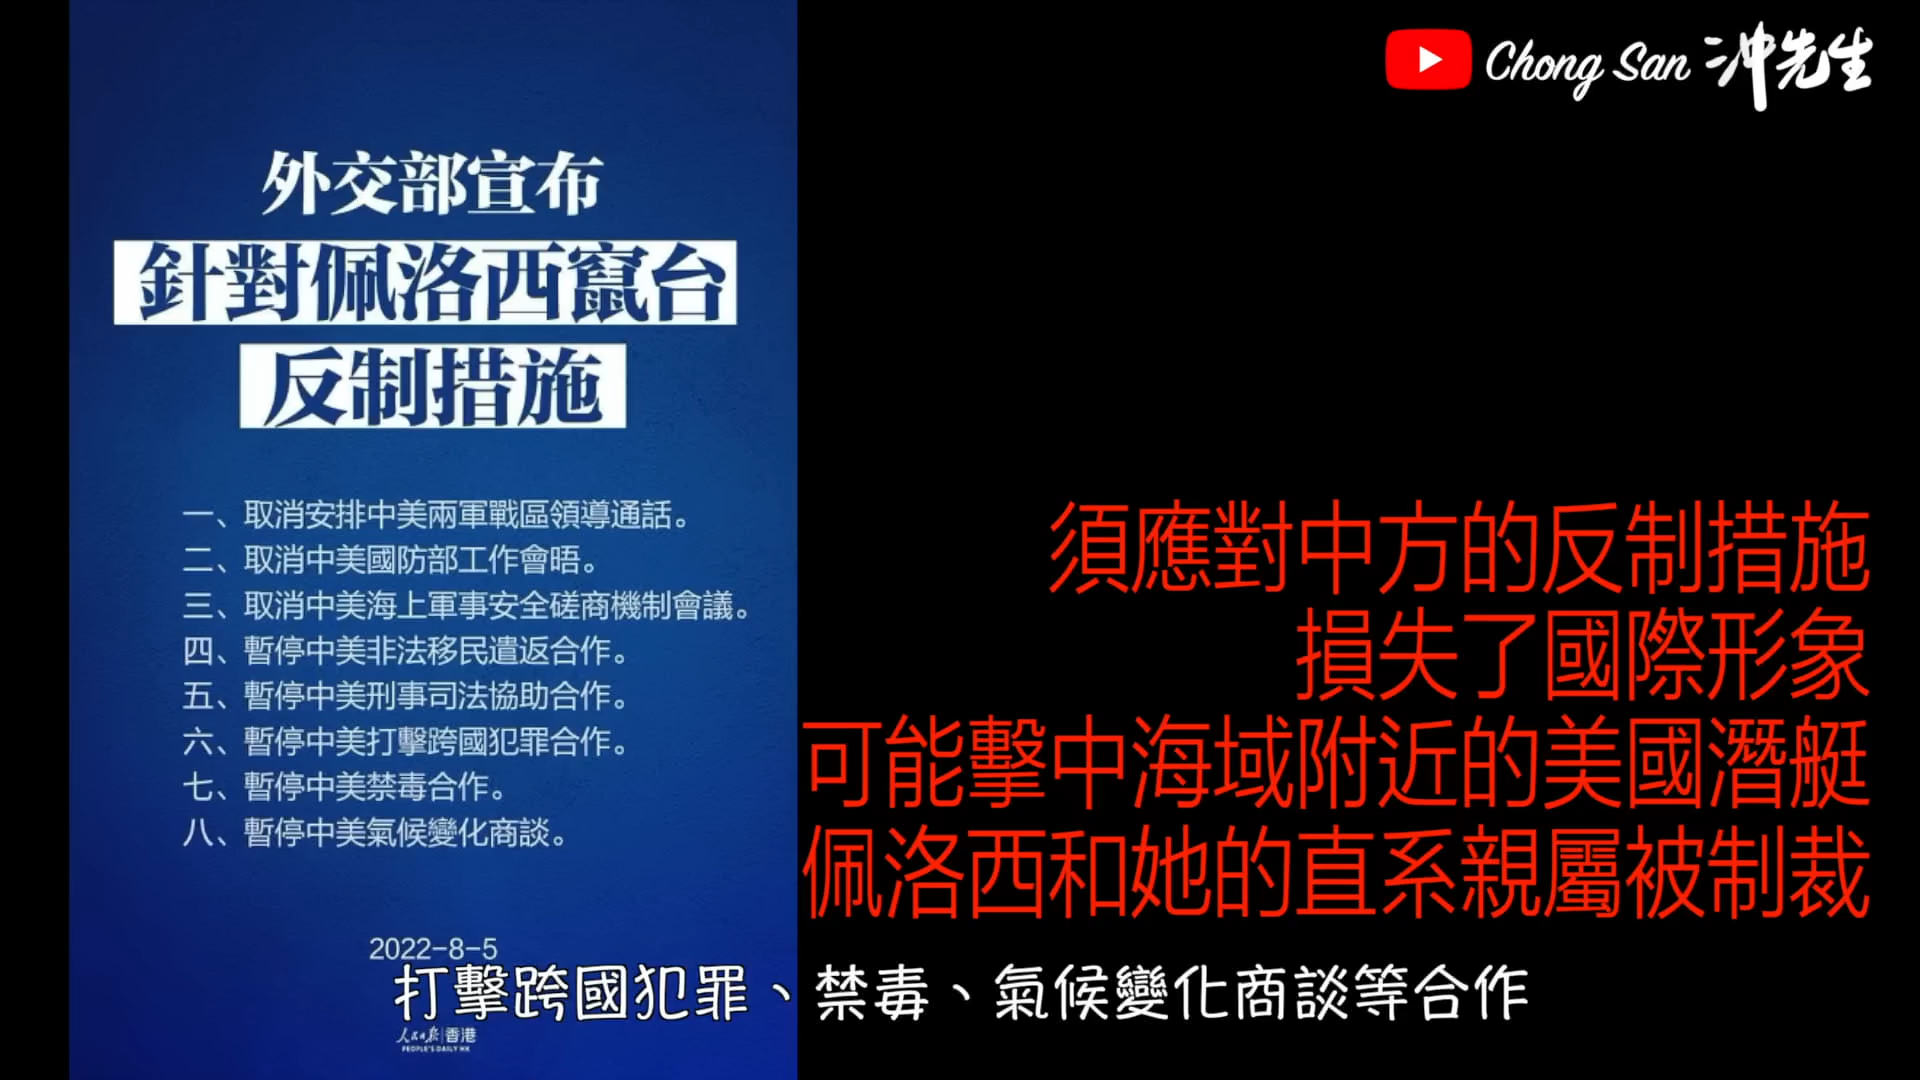 Chong San 沖先生
外交部宣布
針對佩洛西竄台
反制措施
一、取消安排中美兩軍戰區領導通話。
二、取消中美國防部工作會晤。
三、取消中美海上軍事安全磋商機制會議。
四、暫停中美非法移民遣返合作。
五、暫停中美刑事司法協助合作。
六、暫停中美打擊跨國犯罪合作。
七、暫停中美禁毒合作。
八、暫停中美氣候變化商談。
2022-8-5
須應對中方的反制措施
損失了國際形象
可能擊中海域附近的美國潛艇
佩洛西和她的直系親屬被制裁
打擊跨國犯罪、禁毒、氣候變化商談等合作
人民日報 香港
PEOPLE'S DAILY HK